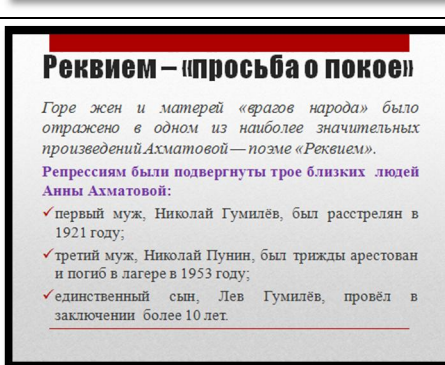 Реквием – «просьба о покое»
Горе жен и матерей «врагов народа» было
отражено в одном из наиболее значительных
произведений Ахматовой — поэме «Реквием».
Репрессиям были подвергнуты трое близких людей
Анны Ахматовой:
✓первый муж, Николай Гумилёв, был расстрелян в
1921 году;
✓третий муж, Николай Пунин, был трижды арестован
и погиб в лагере в 1953 году;
✓единственный сын, Лев Гумилёв, провёл в
заключении более 10 лет.